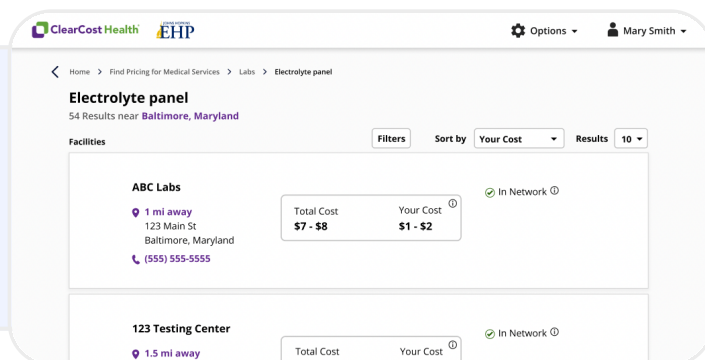 ClearCost Health JOHNS HOPKINS EHP Options Mary Smith
Home > Find Pricing for Medical Services > Labs > Electrolyte panel
Electrolyte panel
54 Results near Baltimore, Maryland
Facilities Filters Sort by Your Cost Results 10
ABC Labs
1 mi away
123 Main St
Baltimore, Maryland
(555) 555-5555
Total Cost Your Cost
$7 - $8 $1 - $2
In Network
123 Testing Center
1.5 mi away
Total Cost Your Cost
In Network